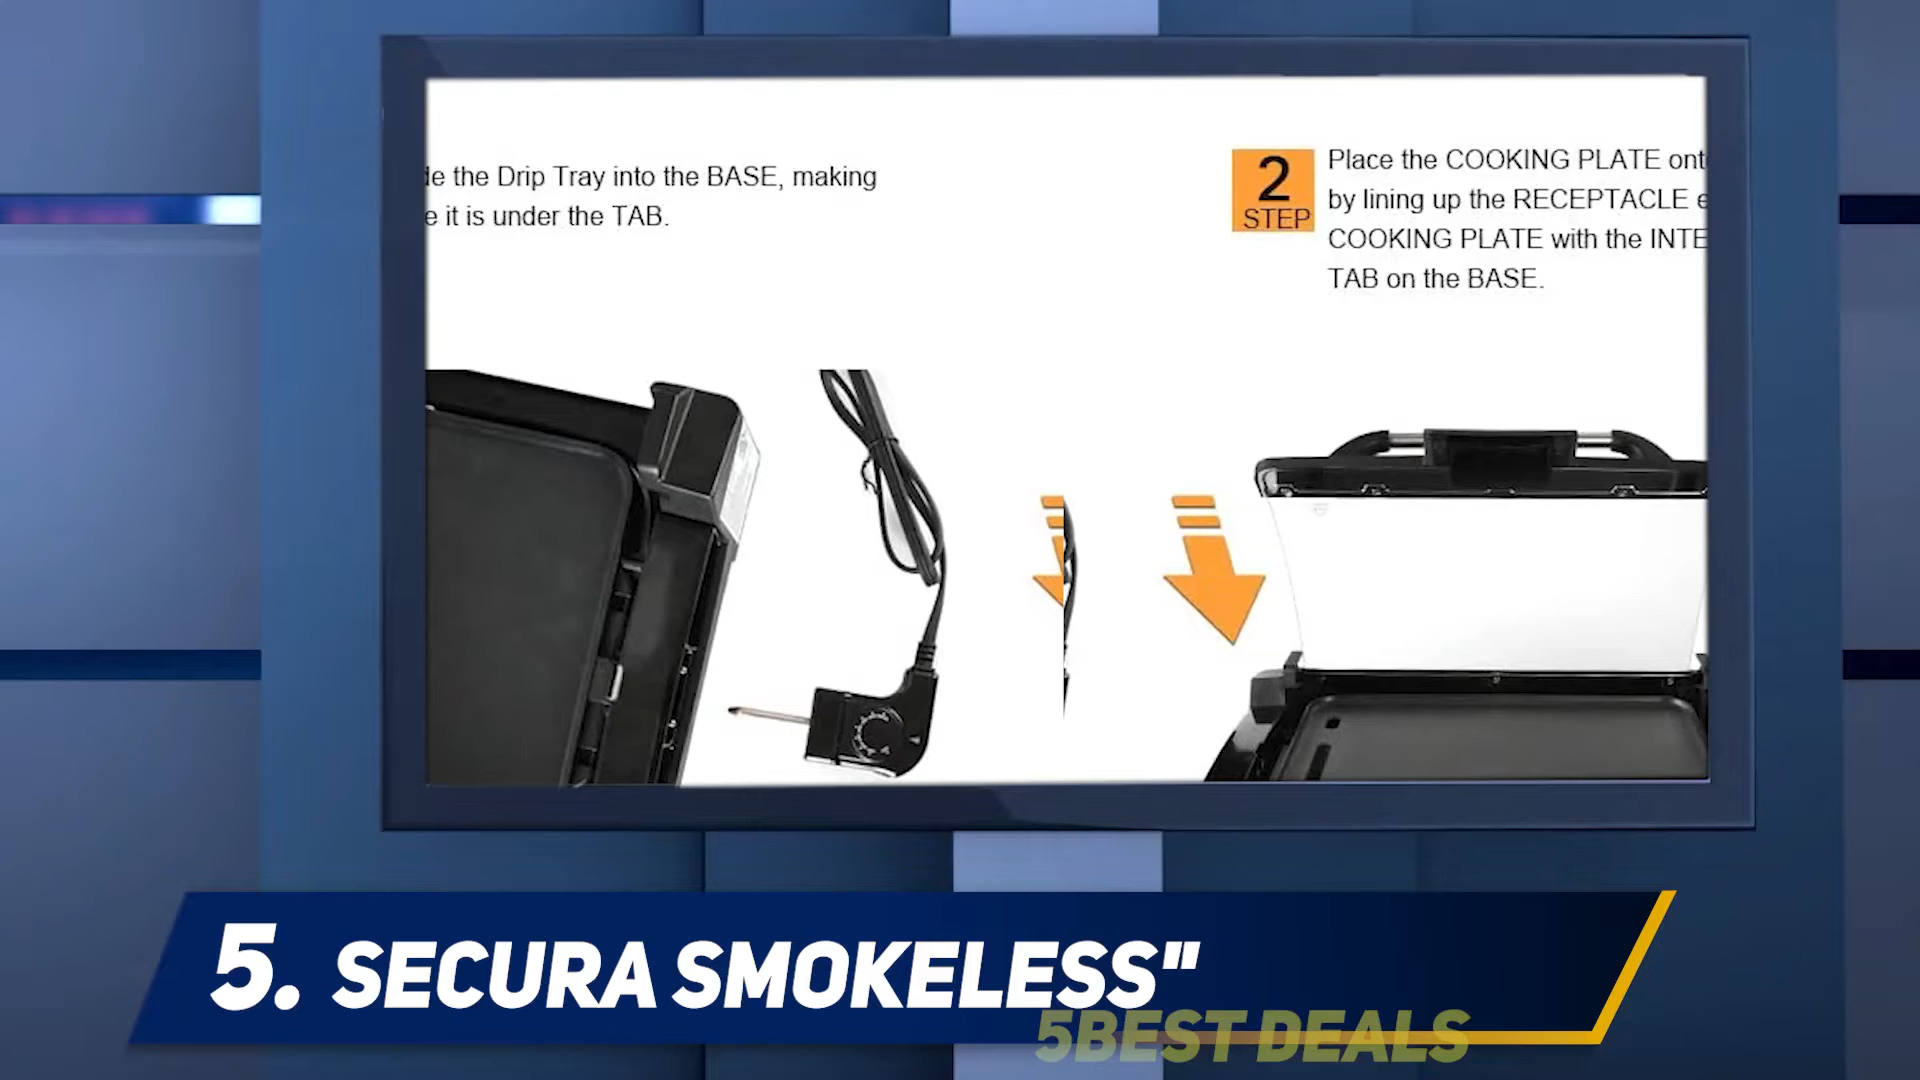 de the Drip Tray into the BASE, making
e it is under the TAB.
2
STEP
Place the COOKING PLATE ont
by lining up the RECEPTACLE e
COOKING PLATE with the INTE
TAB on the BASE.
5. SECURA SMOKELESS"
5BEST DEALS